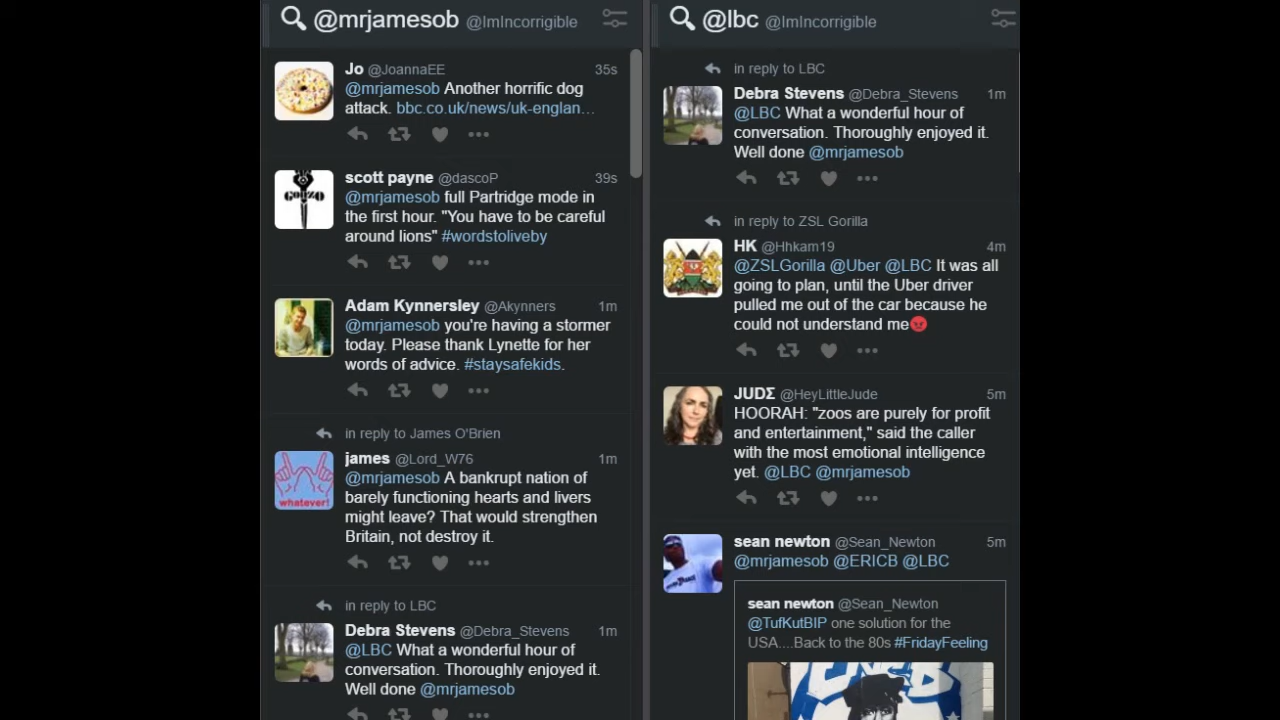 @mrjamesob @ImIncorrigible
Jo @JoannaEE 35s
@mrjamesob Another horrific dog
attack. bbc.co.uk/news/uk-englan...
scott payne @dascoP 39s
@mrjamesob full Partridge mode in
the first hour. "You have to be careful
around lions" #wordstoliveby
GONZO
Adam Kynnersley @Akynners 1m
@mrjamesob you're having a stormer
today. Please thank Lynette for her
words of advice. #staysafekids.
in reply to James O'Brien
james @Lord_W76 1m
@mrjamesob A bankrupt nation of
barely functioning hearts and livers
might leave? That would strengthen
Britain, not destroy it.
whatever!
in reply to LBC
Debra Stevens @Debra_Stevens 1m
@LBC What a wonderful hour of
conversation. Thoroughly enjoyed it.
Well done @mrjamesob
@lbc @ImIncorrigible
in reply to LBC
Debra Stevens @Debra_Stevens 1m
@LBC What a wonderful hour of
conversation. Thoroughly enjoyed it.
Well done @mrjamesob
in reply to ZSL Gorilla
HK @Hhkam19 4m
@ZSLGorilla @Uber @LBC It was all
going to plan, until the Uber driver
pulled me out of the car because he
could not understand me😡
JUDΣ @HeyLittleJude 5m
HOORAH: "zoos are purely for profit
and entertainment," said the caller
with the most emotional intelligence
yet. @LBC @mrjamesob
sean newton @Sean_Newton 5m
@mrjamesob @ERICB @LBC
sean newton @Sean_Newton
@TufKutBIP one solution for the
USA....Back to the 80s #FridayFeeling